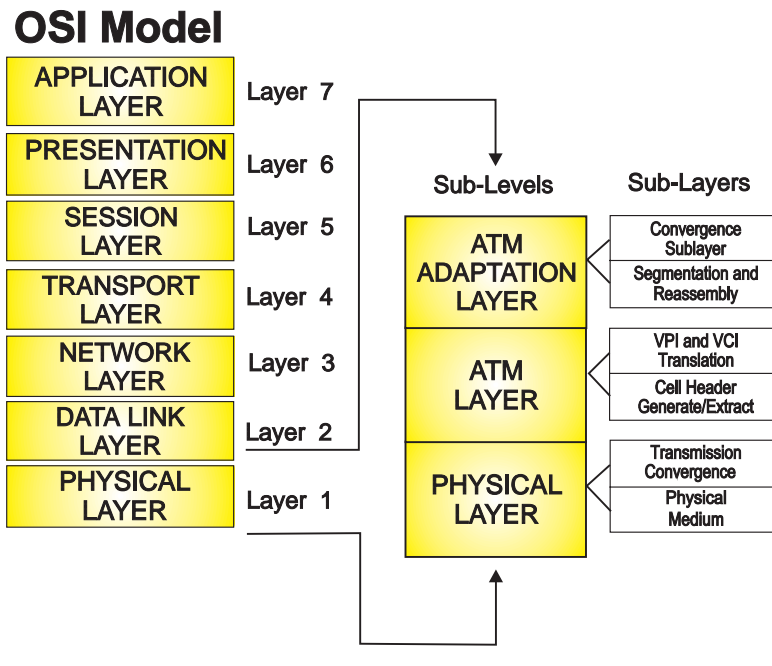 OSI Model
APPLICATION
LAYER
Layer 7
PRESENTATION
LAYER
Layer 6
SESSION
LAYER
Layer 5
TRANSPORT
LAYER
Layer 4
NETWORK
LAYER
Layer 3
DATA LINK
LAYER
Layer 2
PHYSICAL
LAYER
Layer 1
Sub-Levels
ATM
ADAPTATION
LAYER
ATM
LAYER
PHYSICAL
LAYER
Sub-Layers
Convergence
Sublayer
Segmentation and
Reassembly
VPI and VCI
Translation
Cell Header
Generate/Extract
Transmission
Convergence
Physical
Medium